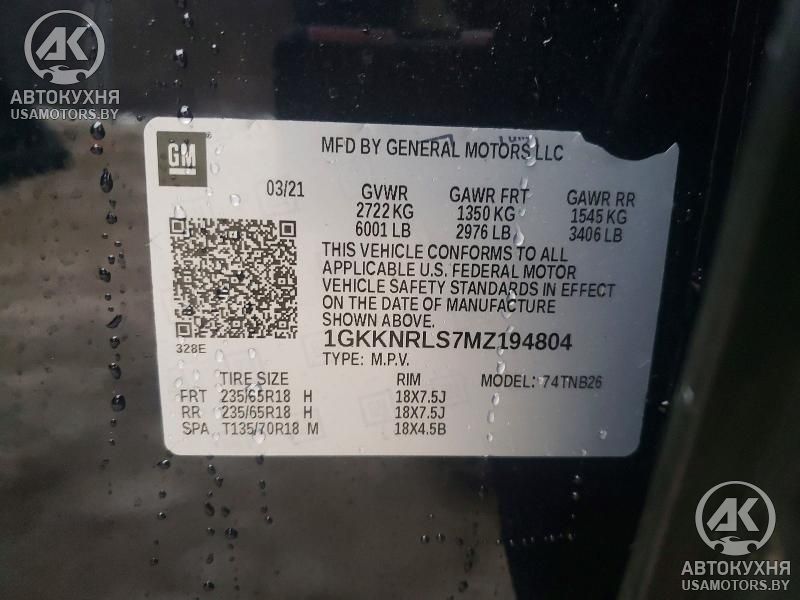 АК
АВТОКУХНЯ
USAMOTORS.BY
GM
MFD BY GENERAL MOTORS LLC
03/21 GVWR GAWR FRT GAWR RR
2722 KG 1350 KG 1545 KG
6001 LB 2976 LB 3406 LB
THIS VEHICLE CONFORMS TO ALL
APPLICABLE U.S. FEDERAL MOTOR
VEHICLE SAFETY STANDARDS IN EFFECT
ON THE DATE OF MANUFACTURE
SHOWN ABOVE.
328E
1GKKNRLS7MZ194804
TYPE: M.P.V.
TIRE SIZE RIM MODEL: 74TNB26
FRT 235/65R18 H 18X7.5J
RR 235/65R18 H 18X7.5J
SPA T135/70R18 M 18X4.5B
АК
АВТОКУХНЯ
USAMOTORS.BY